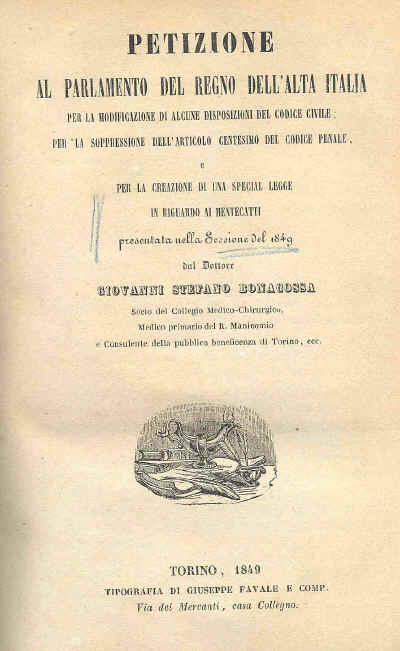 PETIZIONE
AL PARLAMENTO DEL REGNO DELL'ALTA ITALIA
PER LA MODIFICAZIONE DI ALCUNE DISPOSIZIONI DEL CODICE CIVILE,
PER LA SOPPRESSIONE DELL'ARTICOLO CENTESIMO DEL CODICE PENALE,
e
PER LA CREAZIONE DI UNA SPECIAL LEGGE
IN RIGUARDO AI MENTECATTI
presentata nella Sessione del 1849
dal Dottore
GIOVANNI STEFANO BONACOSSA
Socio del Collegio Medico-Chirurgico,
Medico primario del R. Manicomio
e Consulente della pubblica beneficenza di Torino, ecc.
TORINO, 1849
TIPOGRAFIA DI GIUSEPPE FAVALE E COMP.
Via dei Mercanti, casa Collegno.